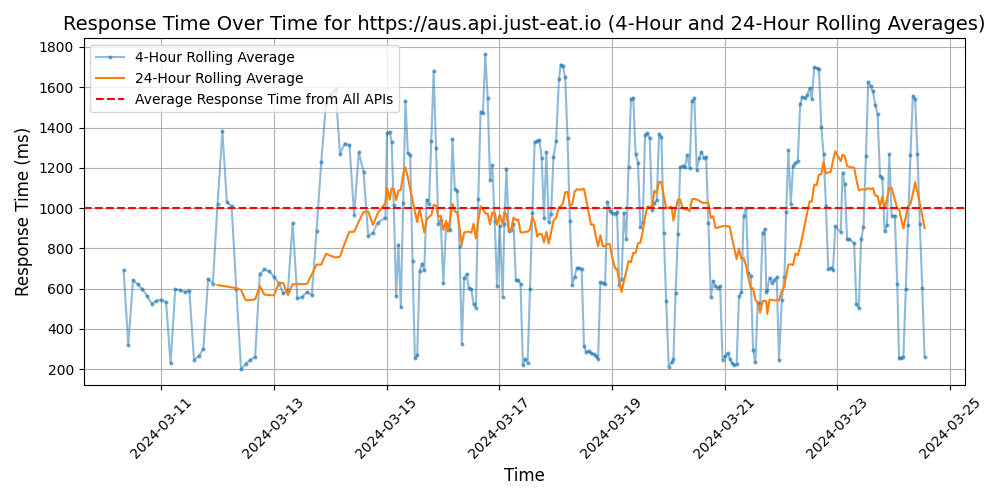 Response Time Over Time for https://aus.api.just-eat.io (4-Hour and 24-Hour Rolling Averages)
4-Hour Rolling Average
24-Hour Rolling Average
Average Response Time from All APIs
Response Time (ms)
1800
1600
1400
1200
1000
800
600
400
200
2024-03-11
2024-03-13
2024-03-15
2024-03-17
2024-03-19
2024-03-21
2024-03-23
2024-03-25
Time